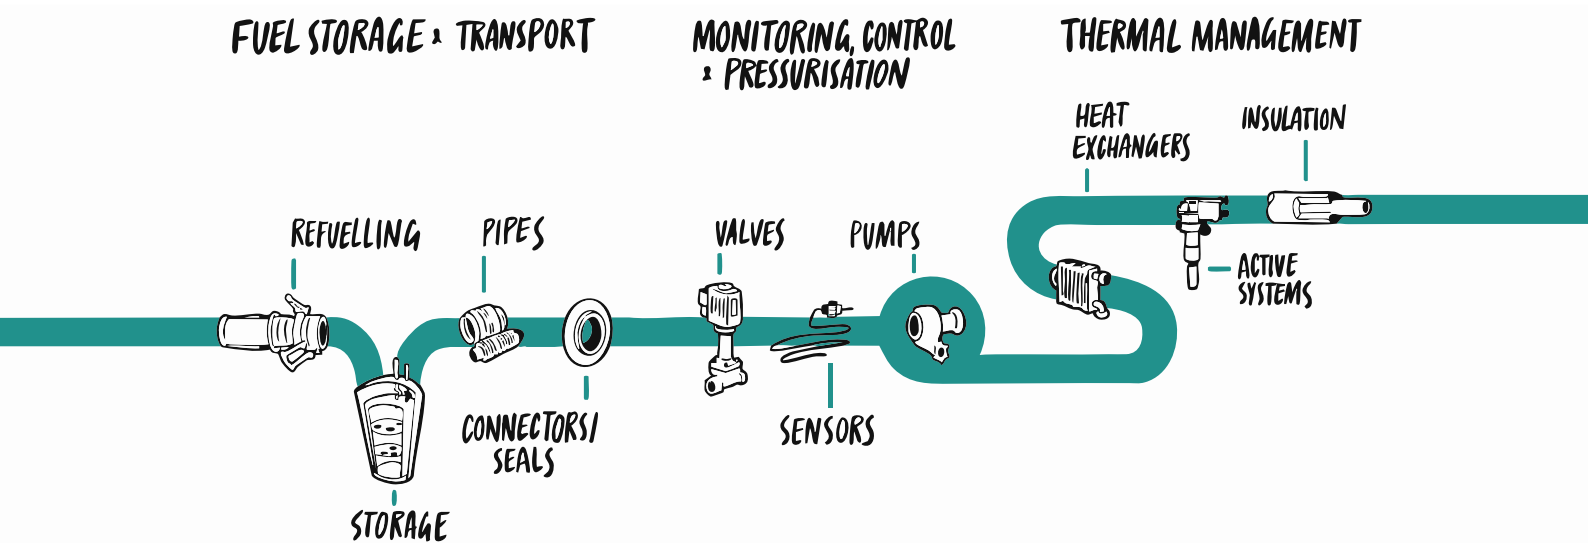 FUEL STORAGE & TRANSPORT
MONITORING, CONTROL
& PRESSURISATION
THERMAL MANAGEMENT
HEAT
EXCHANGERS
INSULATION
REFUELLING
PIPES
VALVES
PUMPS
ACTIVE
SYSTEMS
CONNECTORS/
SEALS
SENSORS
STORAGE